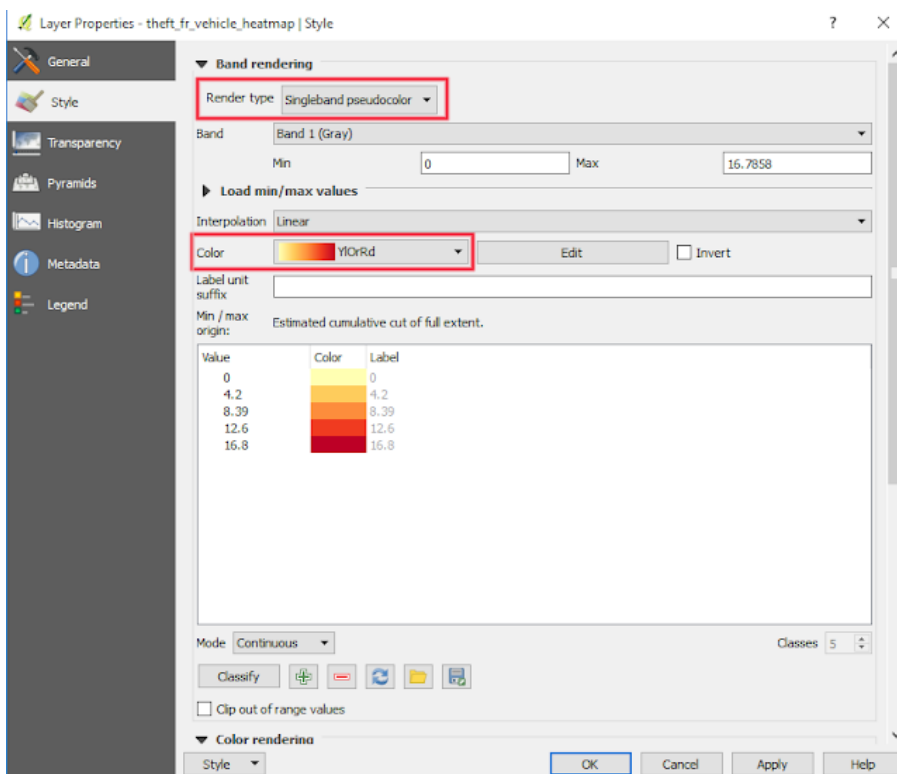 Layer Properties - theft_fr_vehicle_heatmap | Style
General
Style
Transparency
Pyramids
Histogram
Metadata
Legend
Band rendering
Render type Singleband pseudocolor
Band Band 1 (Gray)
Min 0 Max 16.7858
Load min/max values
Interpolation Linear
Color YlOrRd Edit Invert
Label unit
suffix
Min / max
origin: Estimated cumulative cut of full extent.
Value Color Label
0 0
4.2 4.2
8.39 8.39
12.6 12.6
16.8 16.8
Mode Continuous Classes 5
Classify
Clip out of range values
Color rendering
Style OK Cancel Apply Help